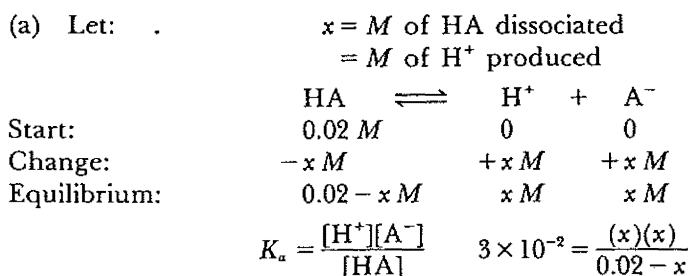 (a) Let: . x = M of HA dissociated
= M of H⁺ produced
HA ⇌ H⁺ + A⁻
Start: 0.02 M 0 0
Change: −x M +x M +x M
Equilibrium: 0.02 − x M x M x M
Kₐ = [H⁺][A⁻]/[HA] 3 × 10⁻² = (x)(x)/0.02 − x